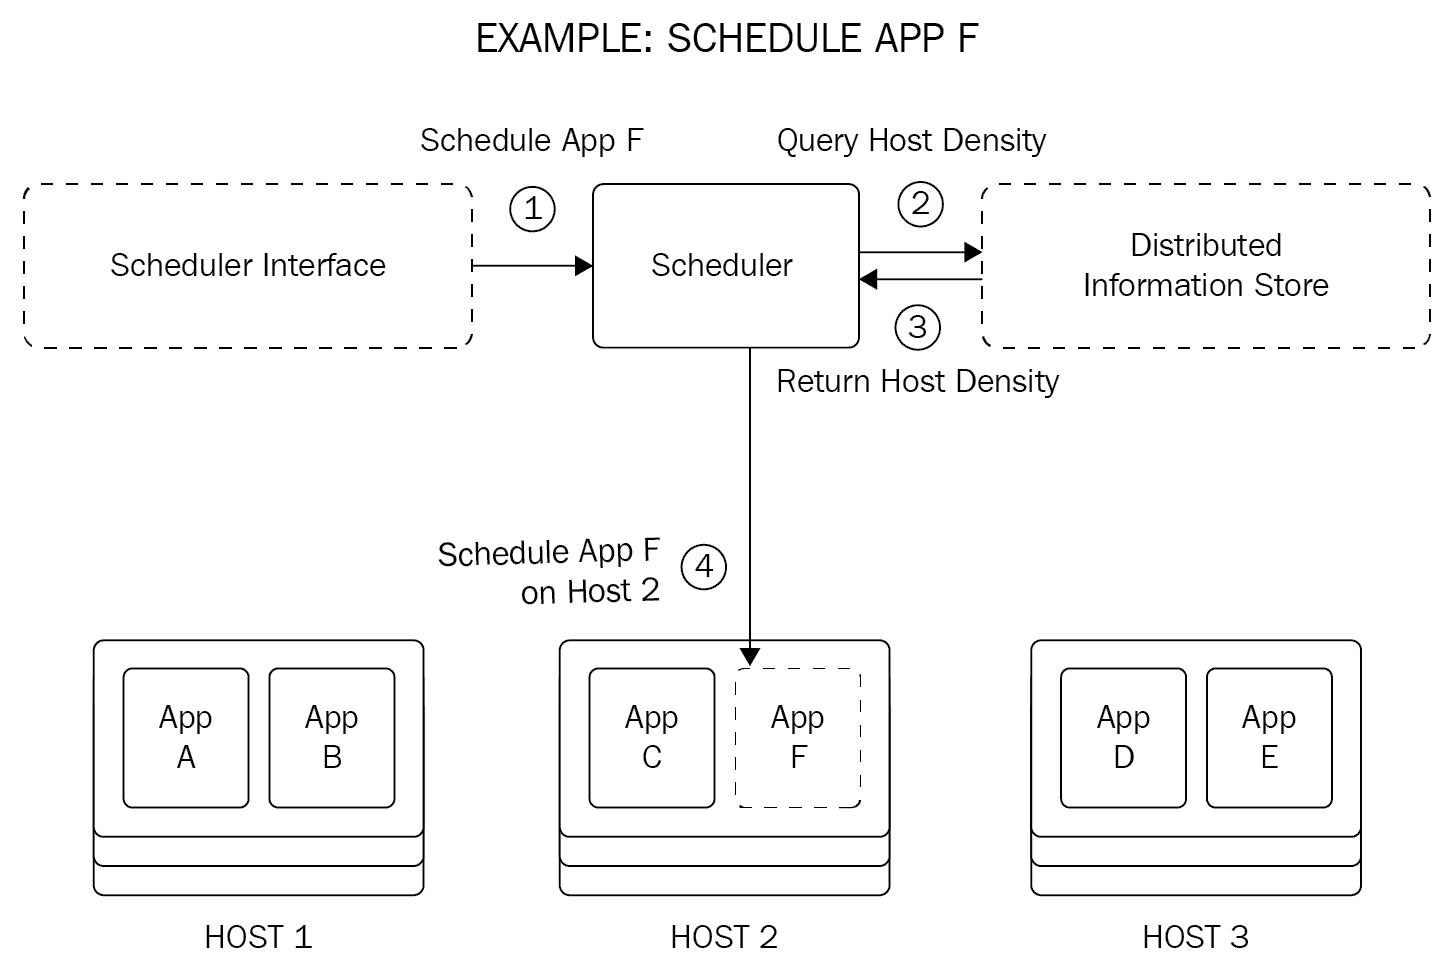 EXAMPLE: SCHEDULE APP F
Schedule App F
Query Host Density
1
2
Scheduler Interface
Scheduler
Distributed
Information Store
3
Return Host Density
Schedule App F
on Host 2
4
App
A
App
B
App
C
App
F
App
D
App
E
HOST 1
HOST 2
HOST 3